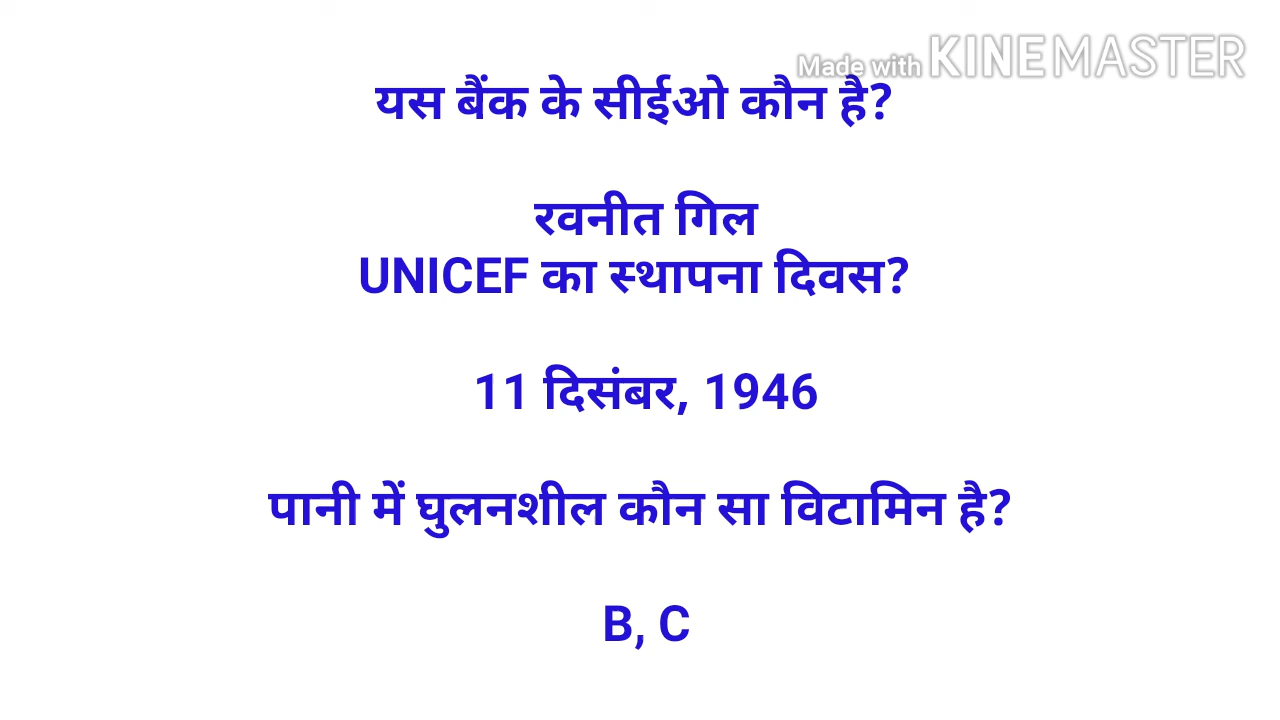 Made with KINEMASTER
यस बैंक के सीईओ कौन है?
रवनीत गिल
UNICEF का स्थापना दिवस?
11 दिसंबर, 1946
पानी में घुलनशील कौन सा विटामिन है?
B, C